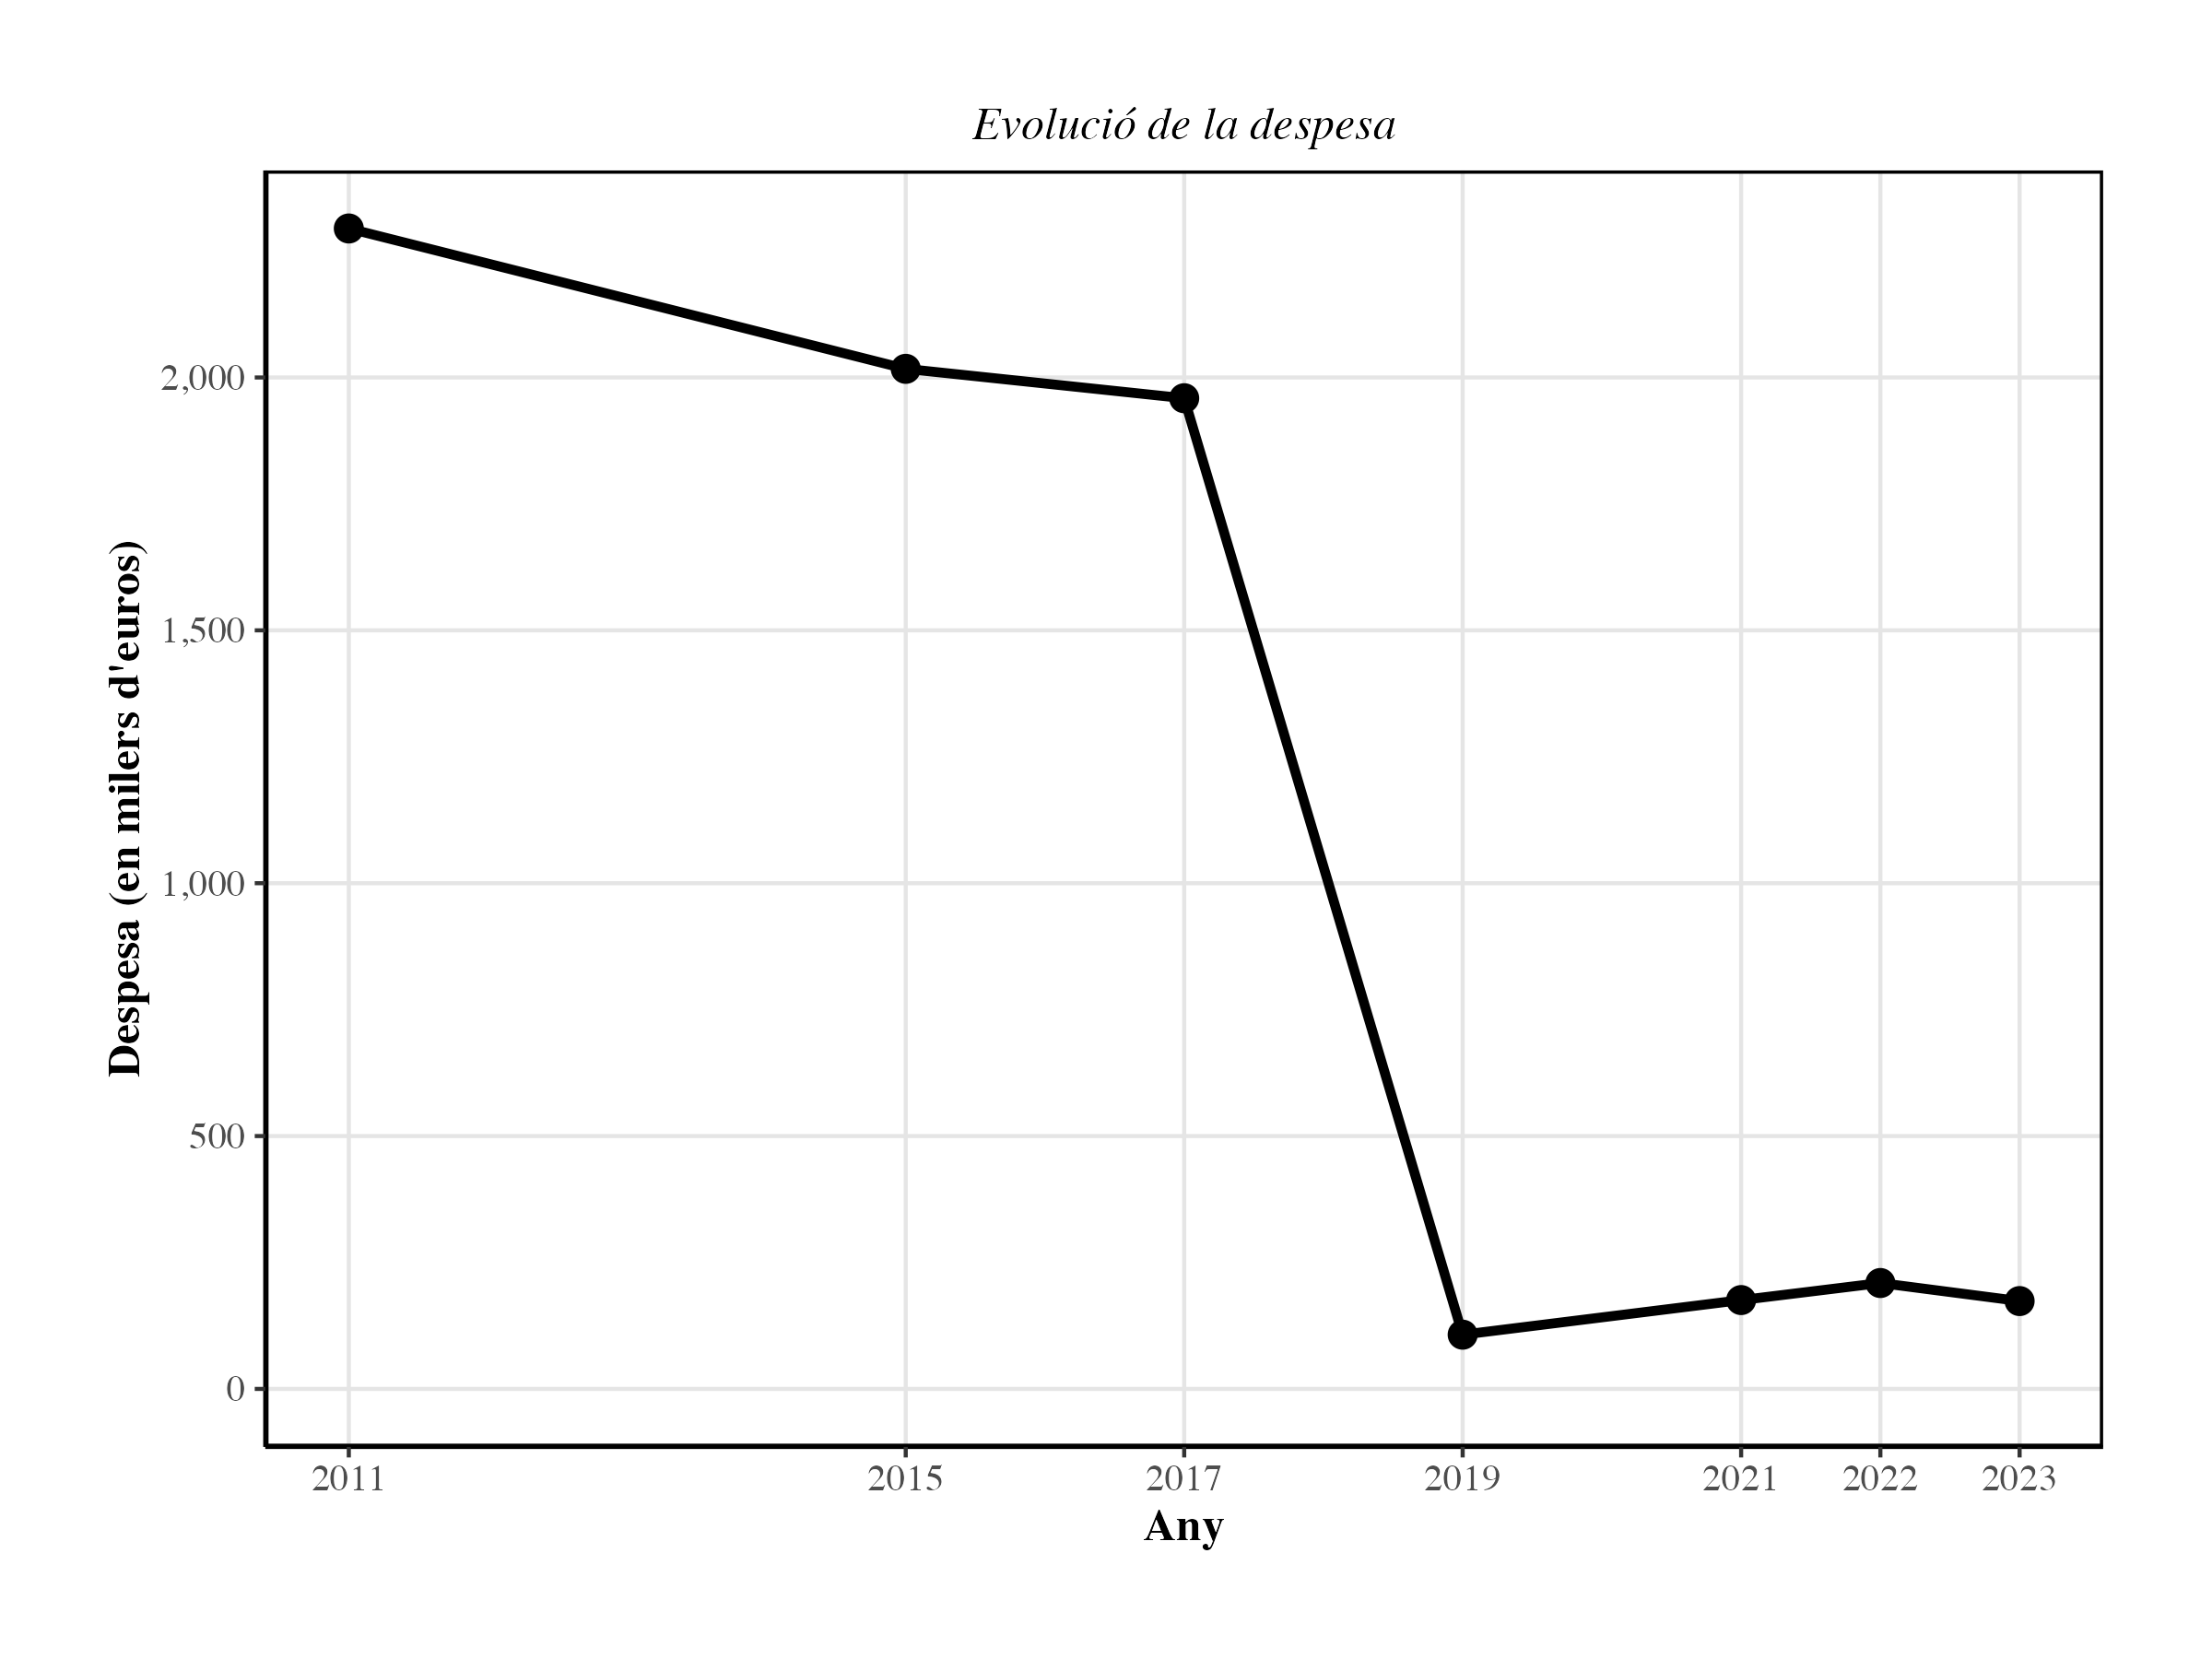 Evolució de la despesa
Despesa (en milers d'euros)
2,000
1,500
1,000
500
0
2011 2015 2017 2019 2021 2022 2023
Any